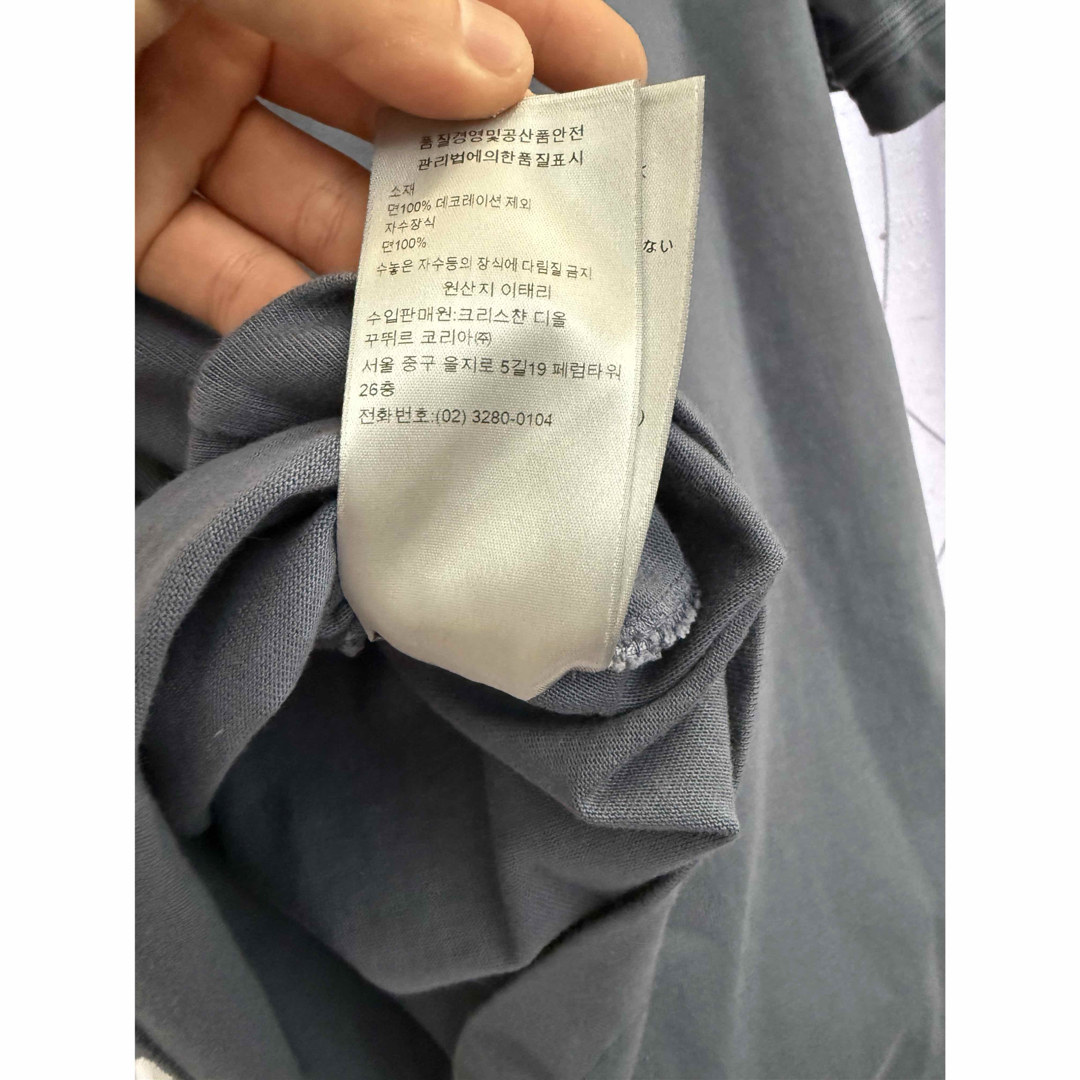 품질경영및공산품안전
관리법에의한품질표시
소재
면100% 데코레이션 제외
자수장식
면100%
수놓은 자수등의 장식에 다림질 금지
원산지 이태리
수입판매원:크리스챤 디올
꾸뛰르 코리아㈜
서울 중구 을지로 5길19 페럼타워
26층
전화번호:(02) 3280-0104
ない
)